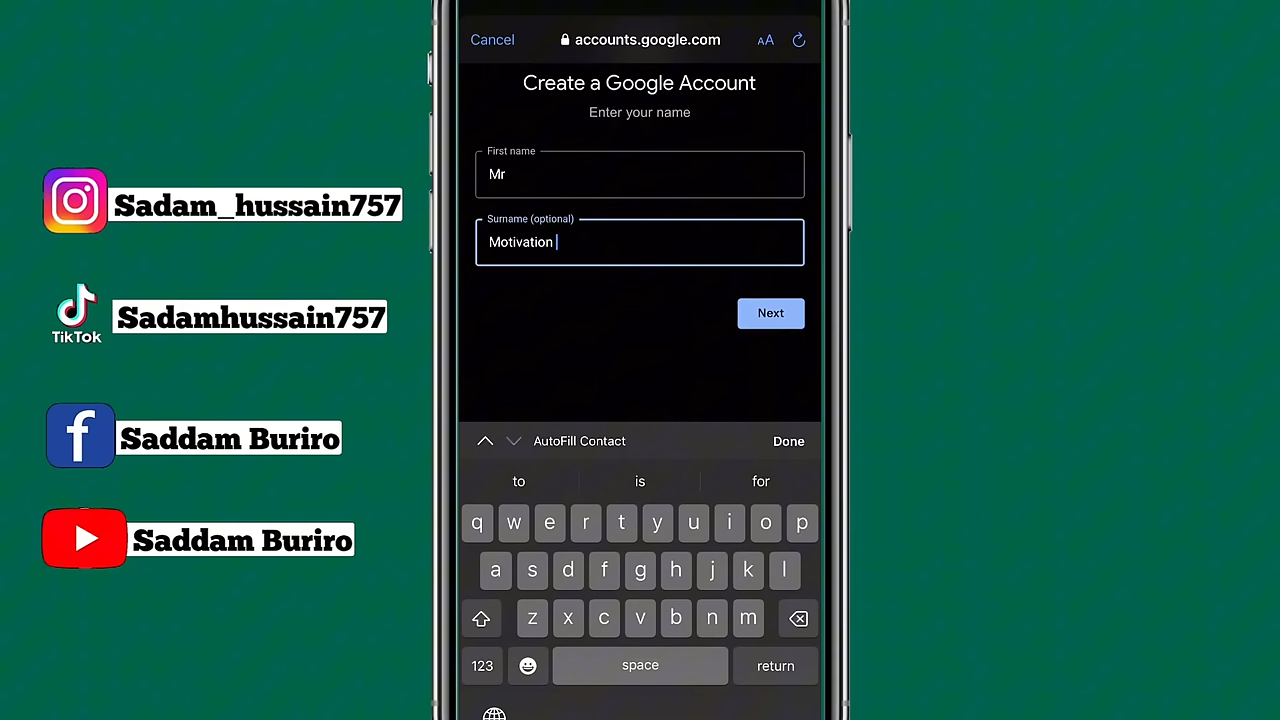 Cancel
accounts.google.com
AA
Create a Google Account
Enter your name
First name
Mr
Surname (optional)
Motivation
Next
Sadam_hussain757
TikTok
Sadamhussain757
f
Saddam Buriro
Saddam Buriro
AutoFill Contact
Done
to is for
q w e r t y u i o p
a s d f g h j k l
z x c v b n m
123 space return